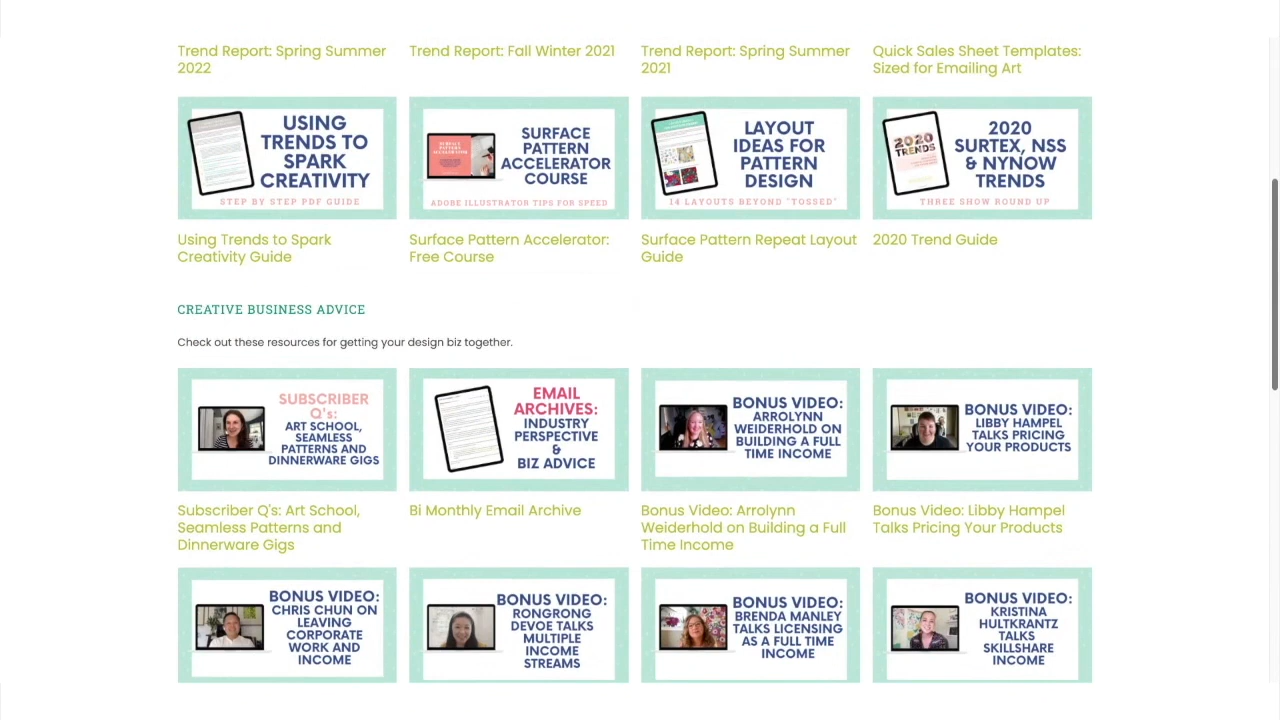 Trend Report: Spring Summer
2022
Trend Report: Fall Winter 2021
Trend Report: Spring Summer
2021
Quick Sales Sheet Templates:
Sized for Emailing Art
USING
TRENDS TO
SPARK
CREATIVITY
STEP BY STEP PDF GUIDE
SURFACE
PATTERN
ACCELERATOR
COURSE
ADOBE ILLUSTRATOR TIPS FOR SPEED
LAYOUT
IDEAS FOR
PATTERN
DESIGN
14 LAYOUTS BEYOND "TOSSED"
2020
TRENDS
2020
SURTEX, NSS
& NYNOW
TRENDS
THREE SHOW ROUND UP
Using Trends to Spark
Creativity Guide
Surface Pattern Accelerator:
Free Course
Surface Pattern Repeat Layout
Guide
2020 Trend Guide
CREATIVE BUSINESS ADVICE
Check out these resources for getting your design biz together.
SUBSCRIBER
Q's:
ART SCHOOL,
SEAMLESS
PATTERNS AND
DINNERWARE GIGS
EMAIL
ARCHIVES:
INDUSTRY
PERSPECTIVE
&
BIZ ADVICE
BONUS VIDEO:
ARROLYNN
WEIDERHOLD ON
BUILDING A FULL
TIME INCOME
BONUS VIDEO:
LIBBY HAMPEL
TALKS PRICING
YOUR PRODUCTS
Subscriber Q's: Art School,
Seamless Patterns and
Dinnerware Gigs
Bi Monthly Email Archive
Bonus Video: Arrolynn
Weiderhold on Building a Full
Time Income
Bonus Video: Libby Hampel
Talks Pricing Your Products
BONUS VIDEO:
CHRIS CHUN ON
LEAVING
CORPORATE
WORK AND
INCOME
BONUS VIDEO:
RONGRONG
DEVOE TALKS
MULTIPLE
INCOME
STREAMS
BONUS VIDEO:
BRENDA MANLEY
TALKS LICENSING
AS A FULL TIME
INCOME
BONUS VIDEO:
KRISTINA
HULTKRANTZ
TALKS
SKILLSHARE
INCOME